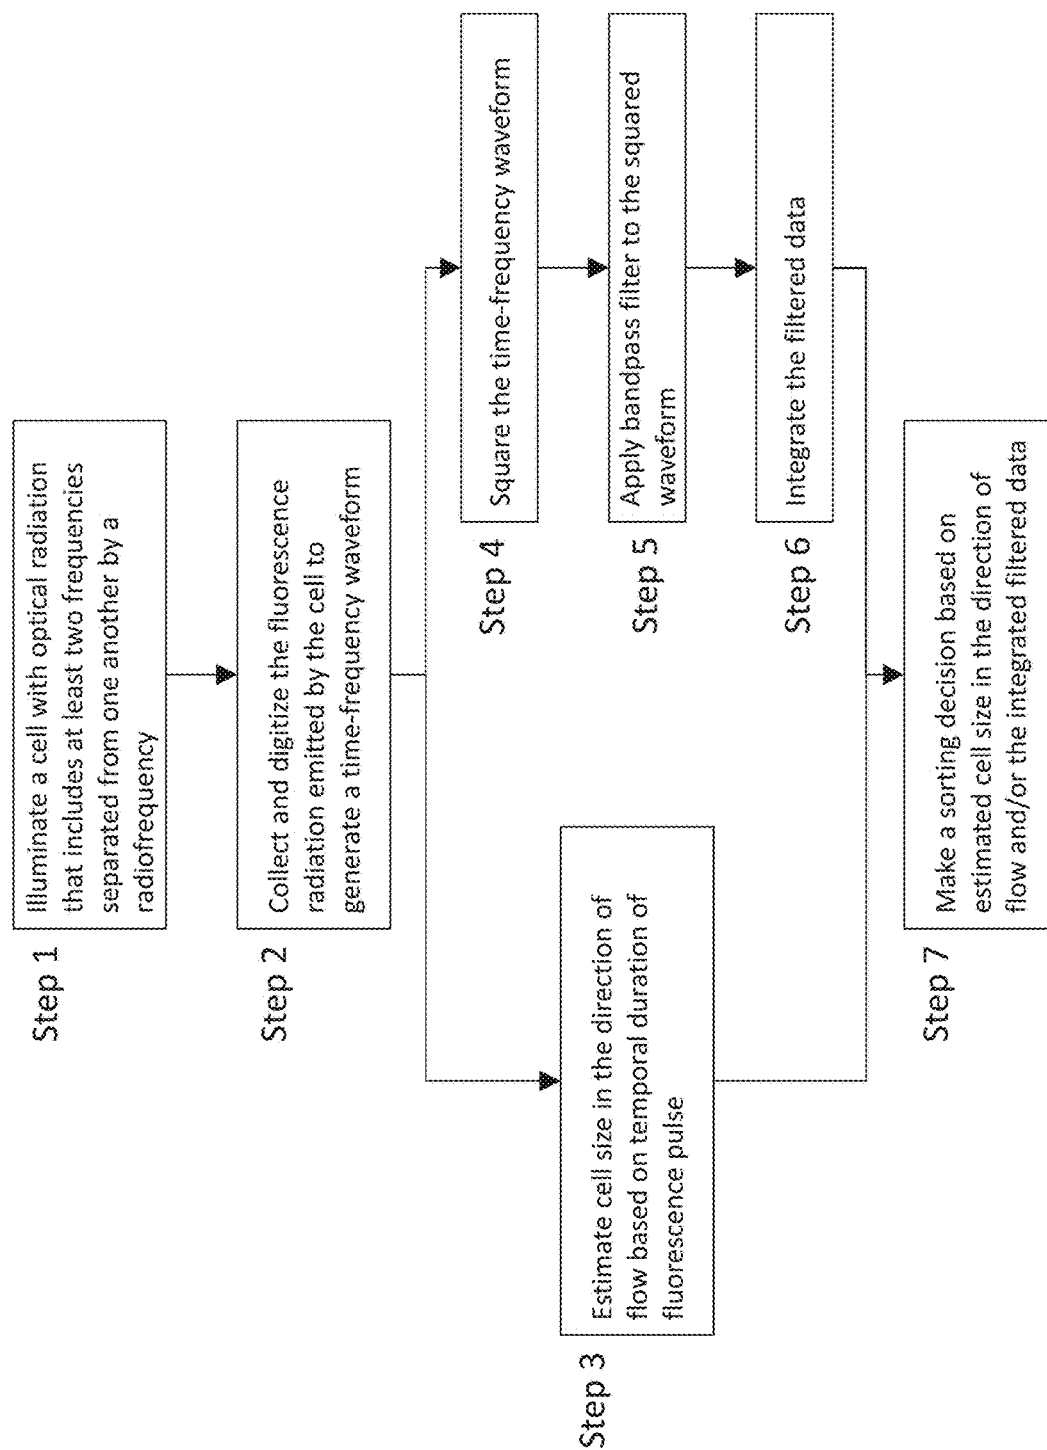 Step 1
Illuminate a cell with optical radiation
that includes at least two frequencies
separated from one another by a
radiofrequency
Step 2
Collect and digitize the fluorescence
radiation emitted by the cell to
generate a time-frequency waveform
Step 3
Estimate cell size in the direction of
flow based on temporal duration of
fluorescence pulse
Step 4
Square the time-frequency waveform
Step 5
Apply bandpass filter to the squared
waveform
Step 6
Integrate the filtered data
Step 7
Make a sorting decision based on
estimated cell size in the direction of
flow and/or the integrated filtered data